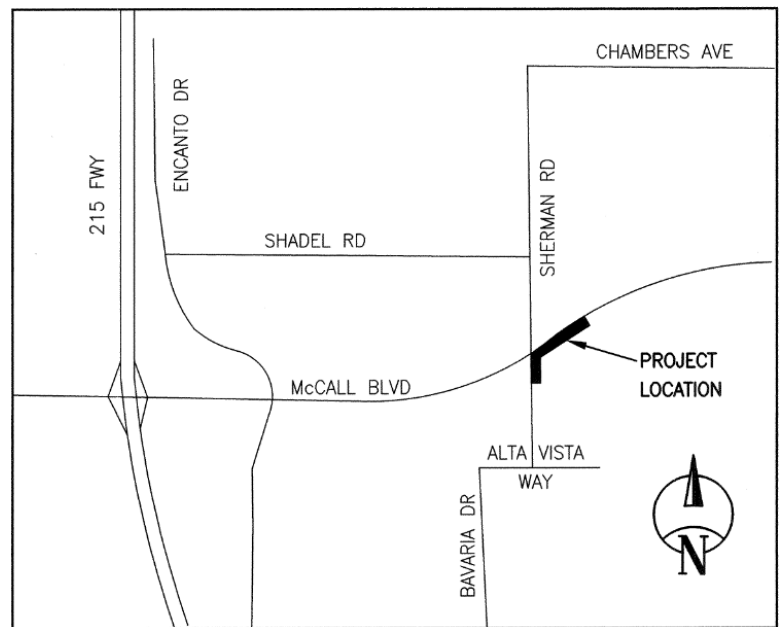 CHAMBERS AVE
ENCANTO DR
215 FWY
SHADEL RD
SHERMAN RD
McCALL BLVD
PROJECT
LOCATION
ALTA VISTA
WAY
BAVARIA DR
N